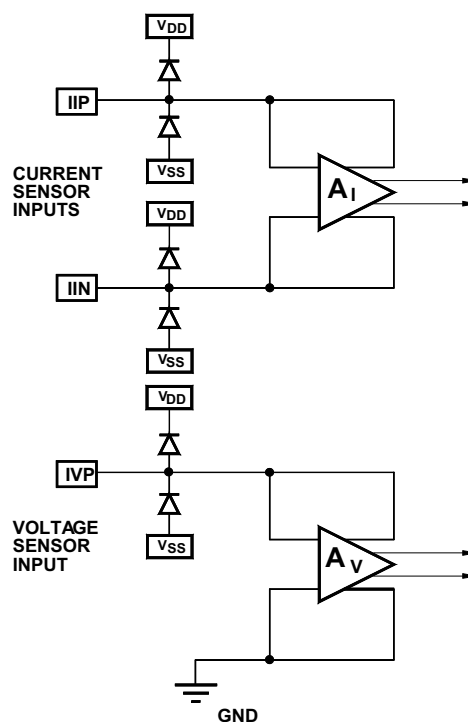 VDD
IIP
VSS
CURRENT
SENSOR
INPUTS
VDD
AI
IIN
VSS
VDD
IVP
VSS
VOLTAGE
SENSOR
INPUT
AV
GND